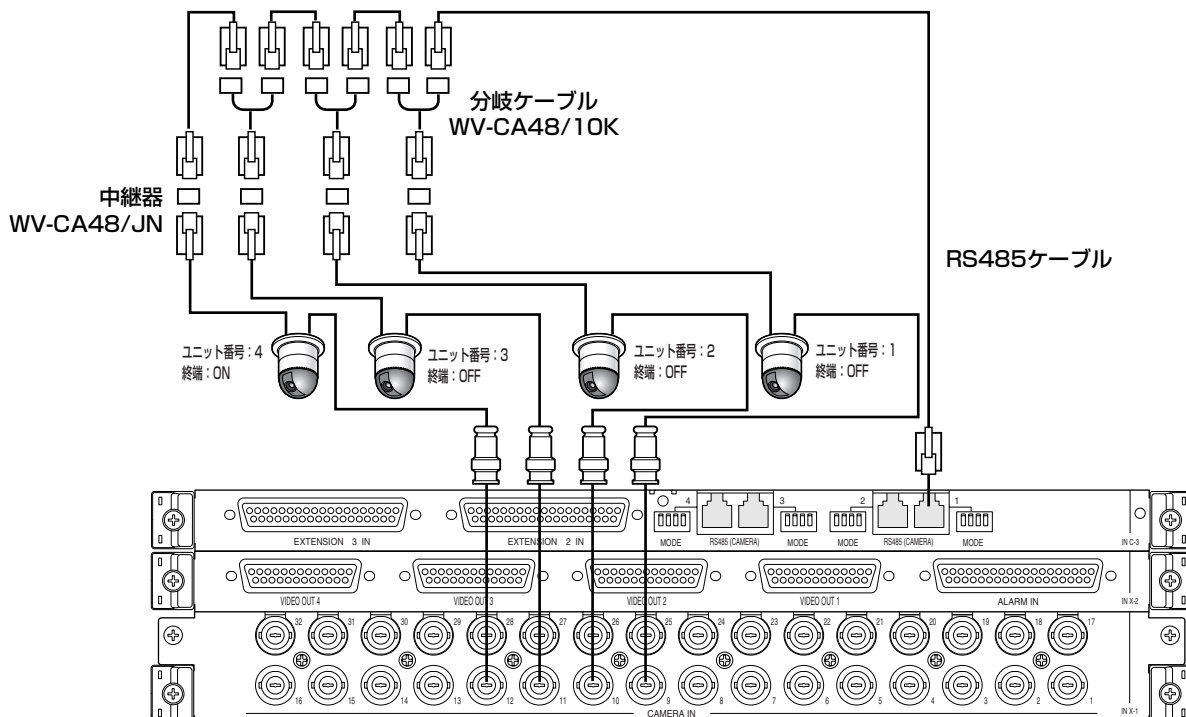 分岐ケーブル
WV-CA48/10K
中継器
WV-CA48/JN
RS485ケーブル
ユニット番号：4
終端：ON
ユニット番号：3
終端：OFF
ユニット番号：2
終端：OFF
ユニット番号：1
終端：OFF
4 3 2 1
EXTENSION 3 IN EXTENSION 2 IN MODE RS485 (CAMERA) MODE MODE RS485 (CAMERA) MODE IN C-3
VIDEO OUT 4 VIDEO OUT 3 VIDEO OUT 2 VIDEO OUT 1 ALARM IN IN X-2
32 31 30 29 28 27 26 25 24 23 22 21 20 19 18 17
16 15 14 13 12 11 10 9 8 7 6 5 4 3 2 1
CAMERA IN IN X-1